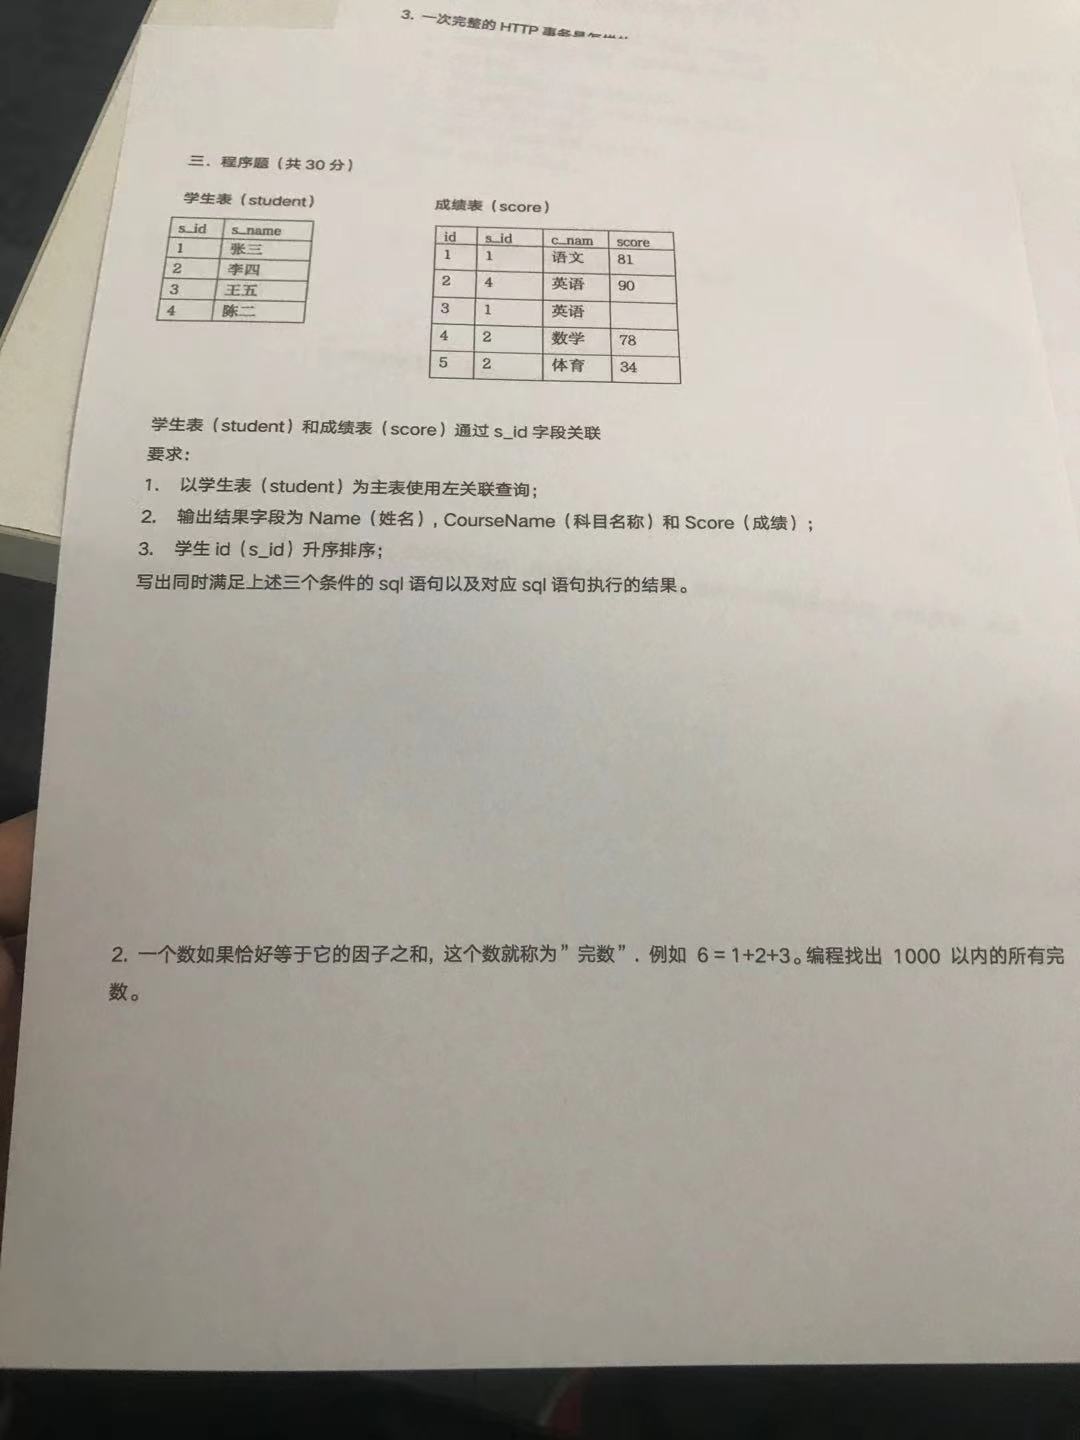 3. 一次完整的 HTTP 事务是怎样的
三．程序题（共 30 分）
学生表（student）
s_id s_name
1 张三
2 李四
3 王五
4 陈二
成绩表（score）
id s_id c_nam score
1 1 语文 81
2 4 英语 90
3 1 英语
4 2 数学 78
5 2 体育 34
学生表（student）和成绩表（score）通过 s_id 字段关联
要求：
1. 以学生表（student）为主表使用左关联查询；
2. 输出结果字段为 Name（姓名）, CourseName（科目名称）和 Score（成绩）；
3. 学生 id（s_id）升序排序；
写出同时满足上述三个条件的 sql 语句以及对应 sql 语句执行的结果。
2. 一个数如果恰好等于它的因子之和, 这个数就称为”完数”. 例如 6 = 1+2+3。编程找出 1000 以内的所有完
数。